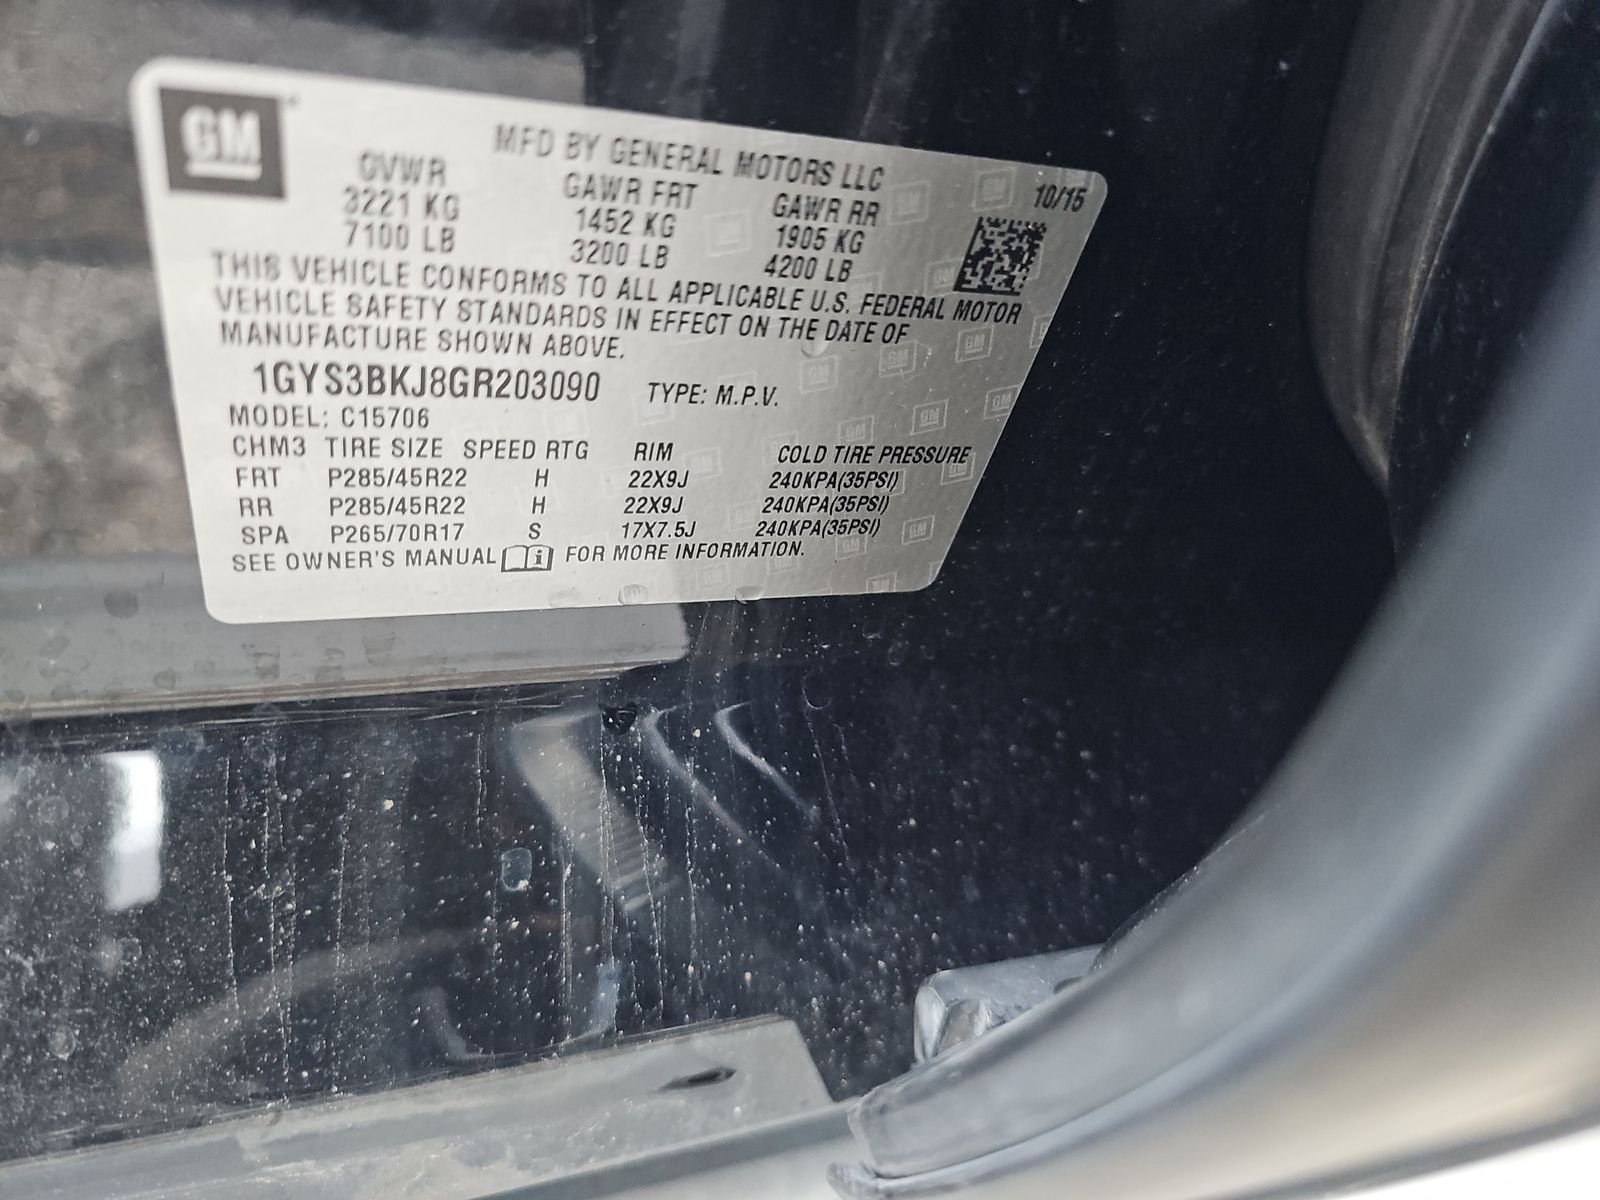 GM
MFD BY GENERAL MOTORS LLC
10/15
GVWR GAWR FRT GAWR RR
3221 KG 1452 KG 1905 KG
7100 LB 3200 LB 4200 LB
THIS VEHICLE CONFORMS TO ALL APPLICABLE U.S. FEDERAL MOTOR
VEHICLE SAFETY STANDARDS IN EFFECT ON THE DATE OF
MANUFACTURE SHOWN ABOVE.
1GYS3BKJ8GR203090 TYPE: M.P.V.
MODEL: C15706
CHM3 TIRE SIZE SPEED RTG RIM COLD TIRE PRESSURE
FRT P285/45R22 H 22X9J 240KPA(35PSI)
RR P285/45R22 H 22X9J 240KPA(35PSI)
SPA P265/70R17 S 17X7.5J 240KPA(35PSI)
SEE OWNER'S MANUAL FOR MORE INFORMATION.